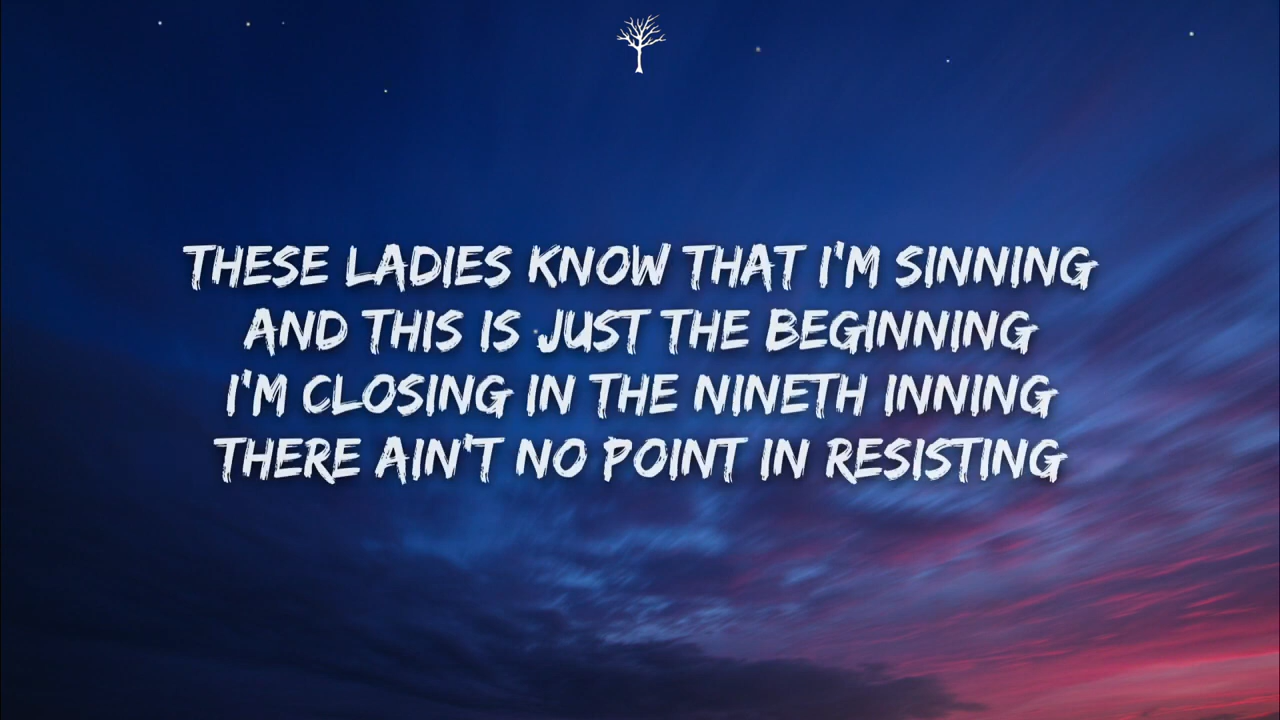 THESE LADIES KNOW THAT I'M SINNING
AND THIS IS JUST THE BEGINNING
I'M CLOSING IN THE NINETH INNING
THERE AIN'T NO POINT IN RESISTING